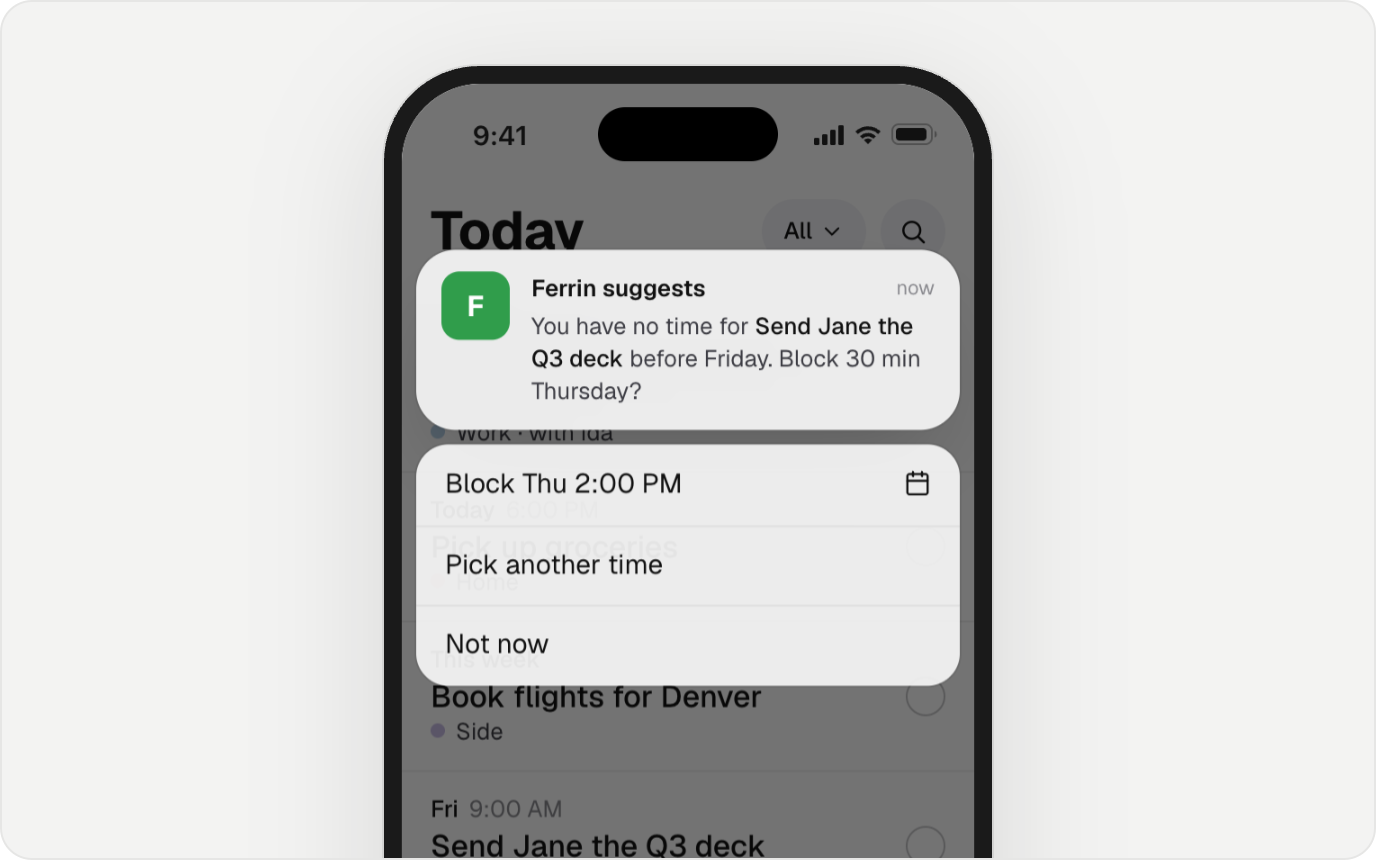 9:41
Today
All
F
Ferrin suggests
now
You have no time for Send Jane the
Q3 deck before Friday. Block 30 min
Thursday?
Work · with Ida
Block Thu 2:00 PM
Today 6:00 PM
Pick up groceries
Pick another time
Home
Not now
This week
Book flights for Denver
Side
Fri 9:00 AM
Send Jane the Q3 deck